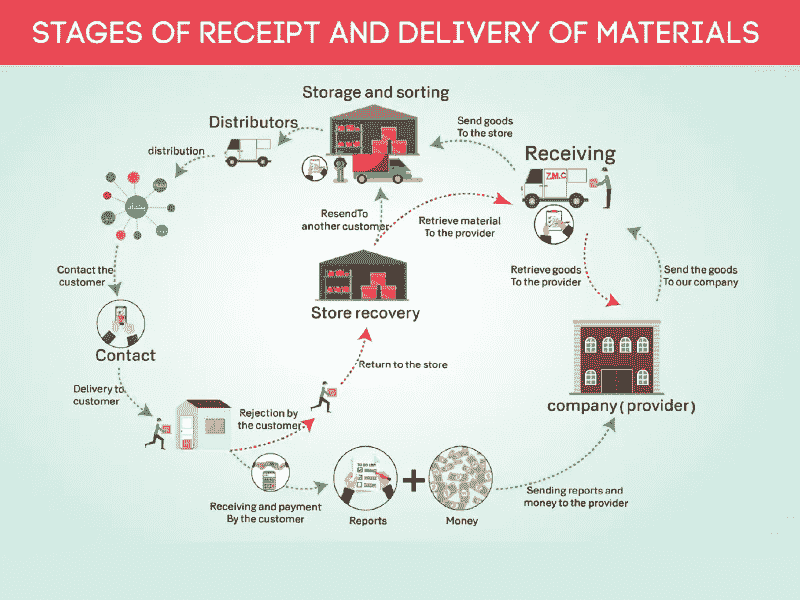 STAGES OF RECEIPT AND DELIVERY OF MATERIALS
Storage and sorting
Distributors
Send goods
To the store
distribution
Receiving
Z.M.C
ResendTo
another customer
Retrieve material
To the provider
Contact the
customer
Retrieve goods
To the provider
Send the goods
To our company
Store recovery
Contact
Return to the store
Delivery to
customer
Rejection by
the customer
company(provider)
TO DO LIST
Receiving and payment
By the customer
Reports
+
Money
Sending reports and
money to the provider